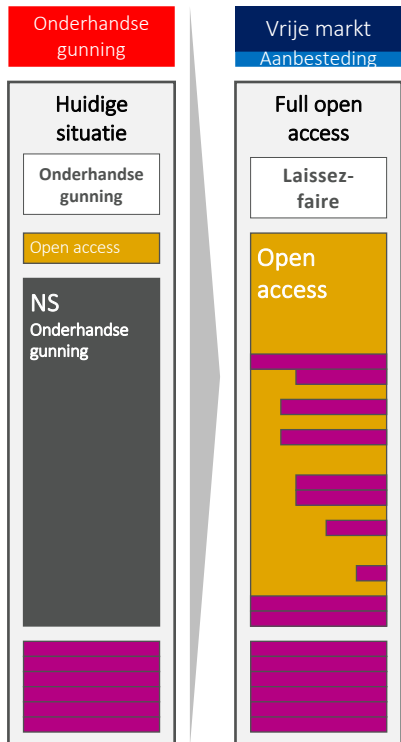 Onderhandse
gunning
Huidige
situatie
Onderhandse
gunning
Open access
NS
Onderhandse
gunning
Vrije markt
Aanbesteding
Full open
access
Laissez-
faire
Open
access